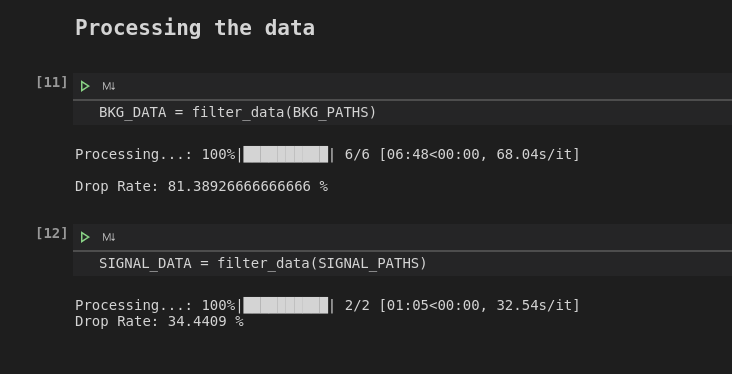 Processing the data
[11]
M↓
BKG_DATA = filter_data(BKG_PATHS)
Processing...: 100%|██████████| 6/6 [06:48<00:00, 68.04s/it]
Drop Rate: 81.38926666666666 %
[12]
M↓
SIGNAL_DATA = filter_data(SIGNAL_PATHS)
Processing...: 100%|██████████| 2/2 [01:05<00:00, 32.54s/it]
Drop Rate: 34.4409 %